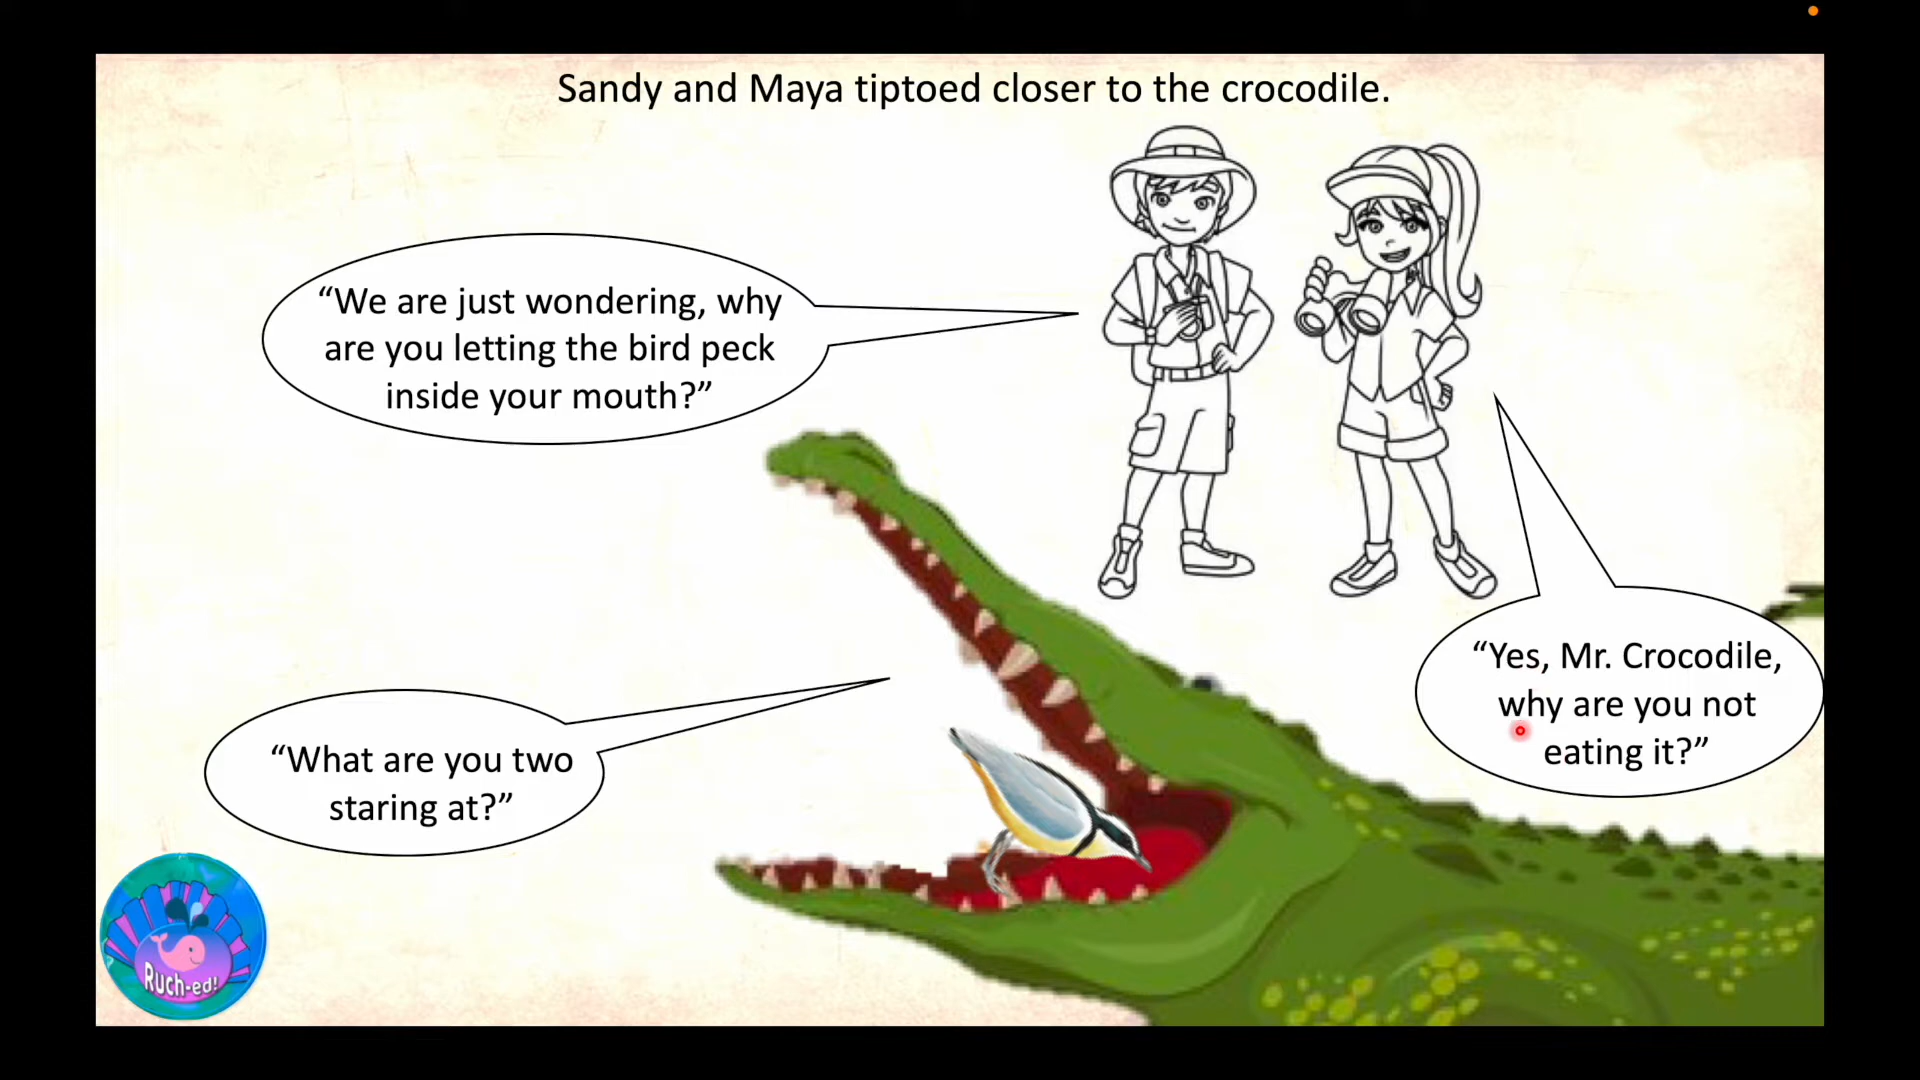 Sandy and Maya tiptoed closer to the crocodile.
“We are just wondering, why
are you letting the bird peck
inside your mouth?”
“What are you two
staring at?”
“Yes, Mr. Crocodile,
why are you not
eating it?”
Ruch-ed!